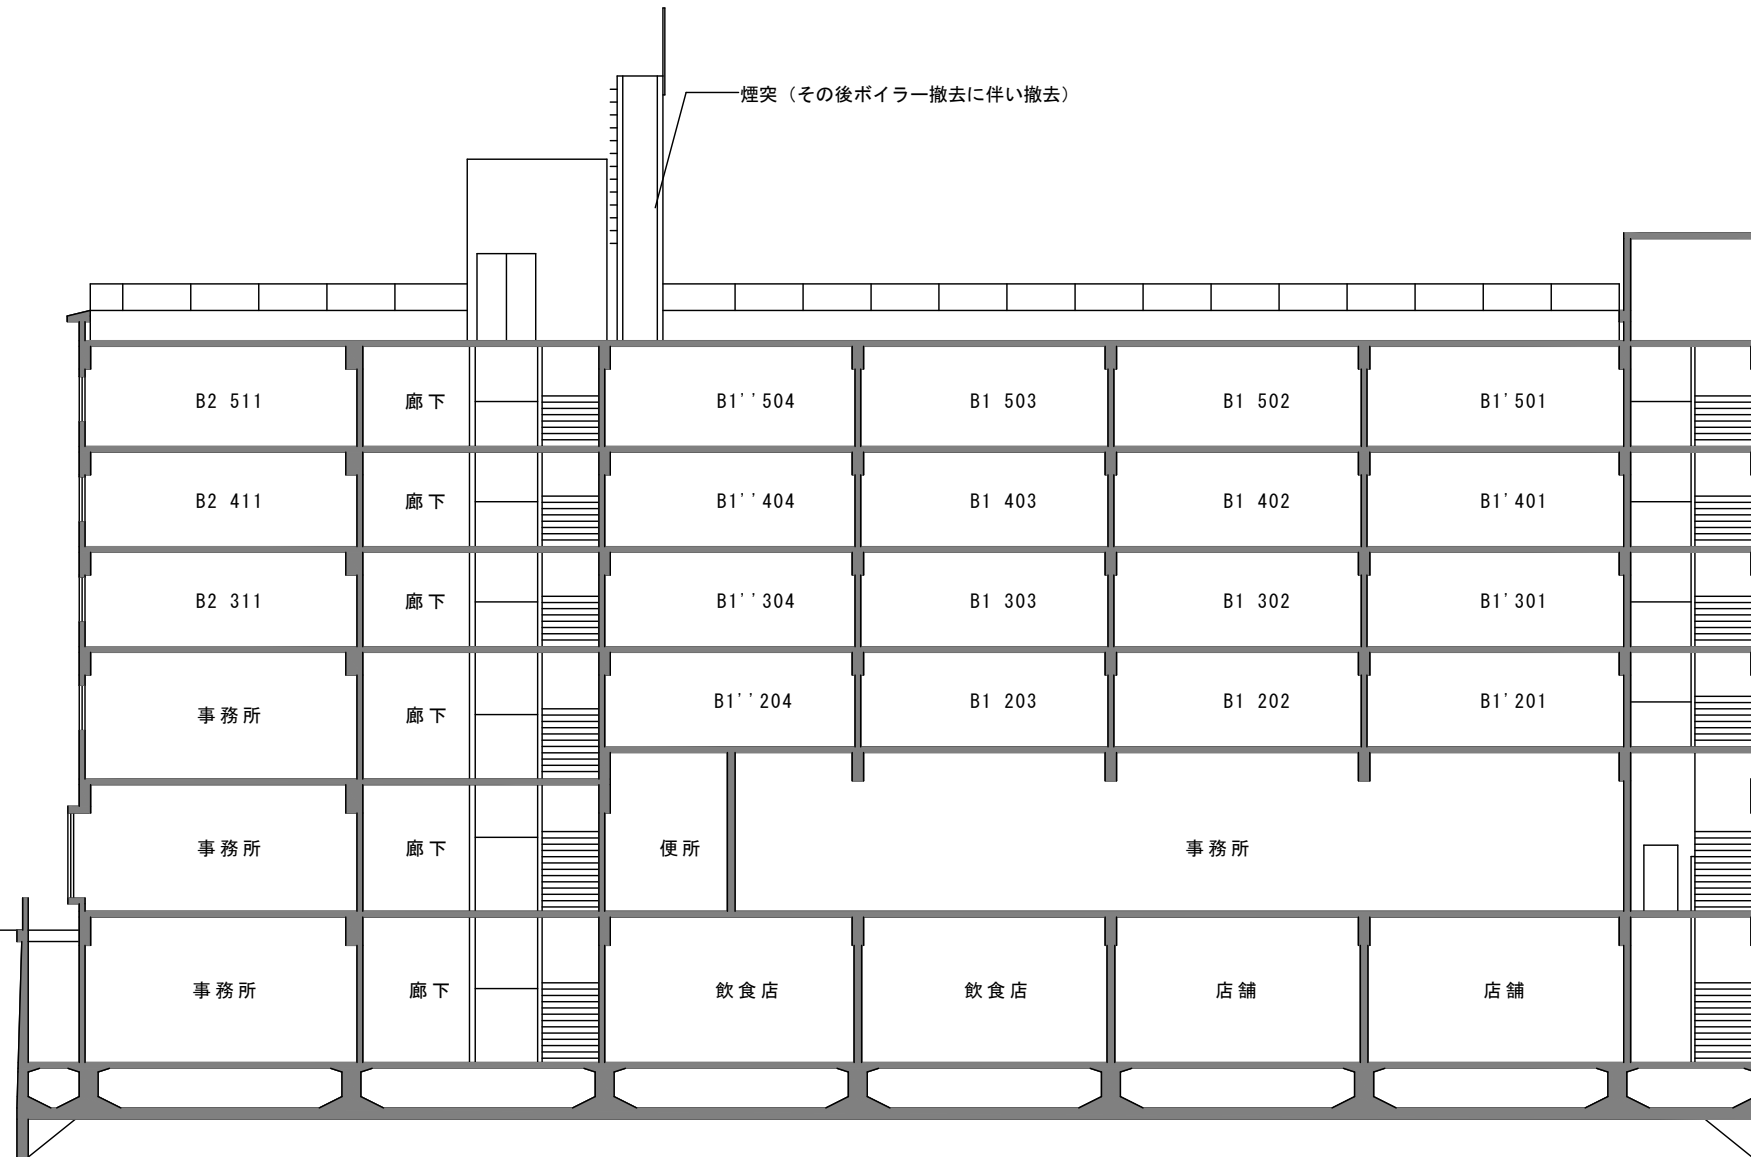 煙突（その後ボイラー撤去に伴い撤去）
B2 511
廊下
B1''504
B1 503
B1 502
B1'501
B2 411
廊下
B1''404
B1 403
B1 402
B1'401
B2 311
廊下
B1''304
B1 303
B1 302
B1'301
事務所
廊下
B1''204
B1 203
B1 202
B1'201
事務所
廊下
便所
事務所
事務所
廊下
飲食店
飲食店
店舗
店舗